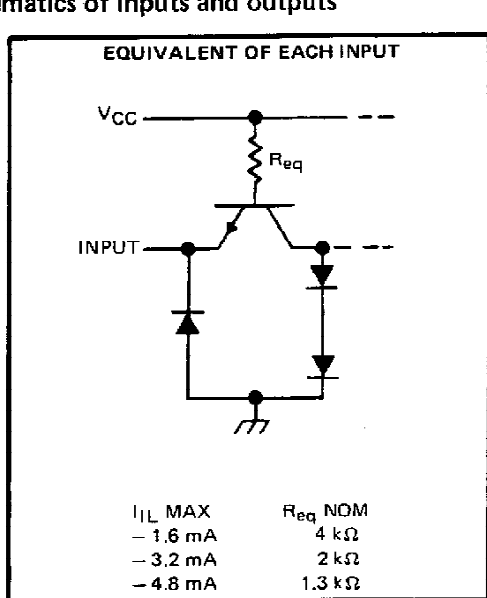 ematics of inputs and outputs
EQUIVALENT OF EACH INPUT
VCC
Req
INPUT
IIL MAX Req NOM
– 1.6 mA 4 kΩ
– 3.2 mA 2 kΩ
– 4.8 mA 1.3 kΩ